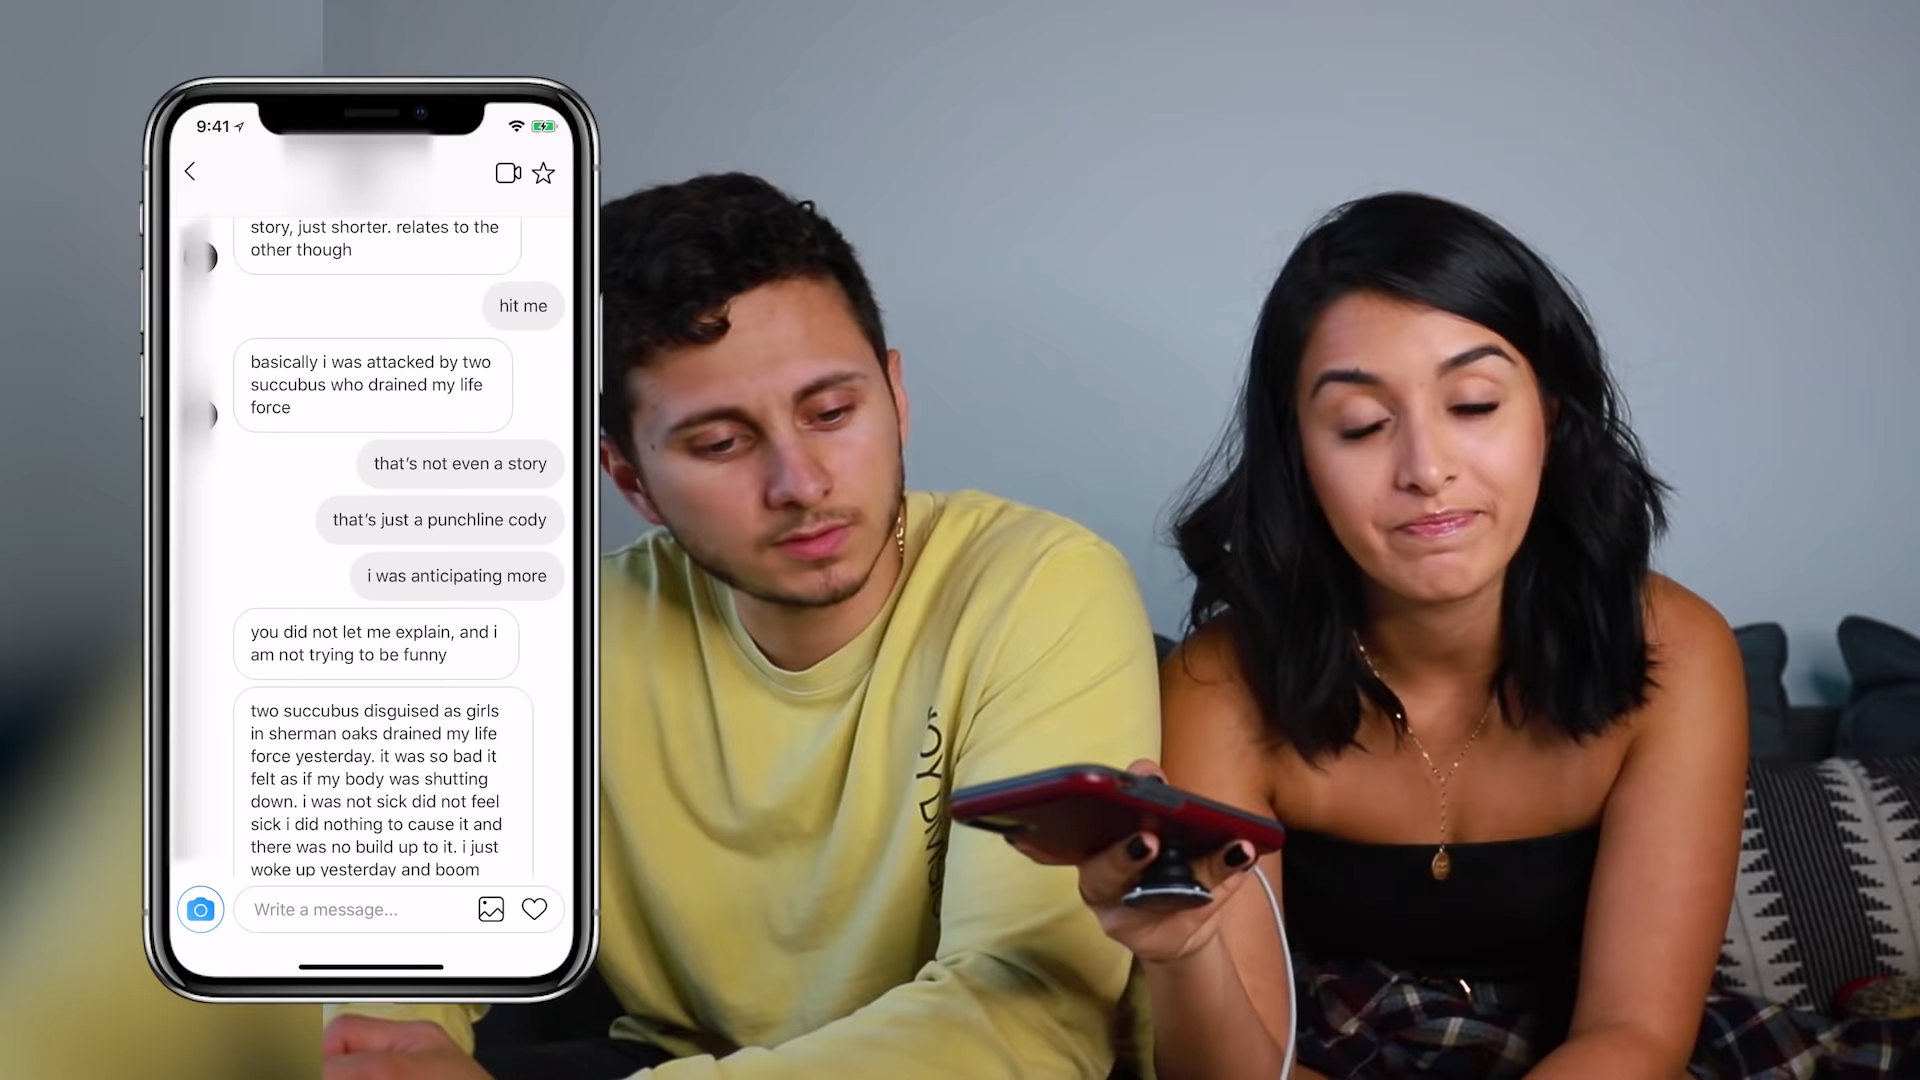 9:41
story, just shorter. relates to the
other though
hit me
basically i was attacked by two
succubus who drained my life
force
that's not even a story
that's just a punchline cody
i was anticipating more
you did not let me explain, and i
am not trying to be funny
two succubus disguised as girls
in sherman oaks drained my life
force yesterday. it was so bad it
felt as if my body was shutting
down. i was not sick did not feel
sick i did nothing to cause it and
there was no build up to it. i just
woke up yesterday and boom
Write a message...